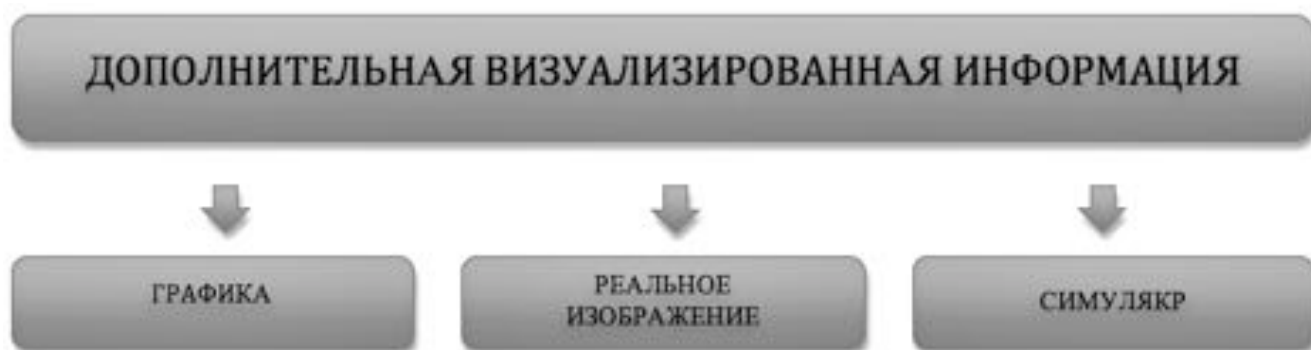 ДОПОЛНИТЕЛЬНАЯ ВИЗУАЛИЗИРОВАННАЯ ИНФОРМАЦИЯ
ГРАФИКА
РЕАЛЬНОЕ
ИЗОБРАЖЕНИЕ
СИМУЛЯКР